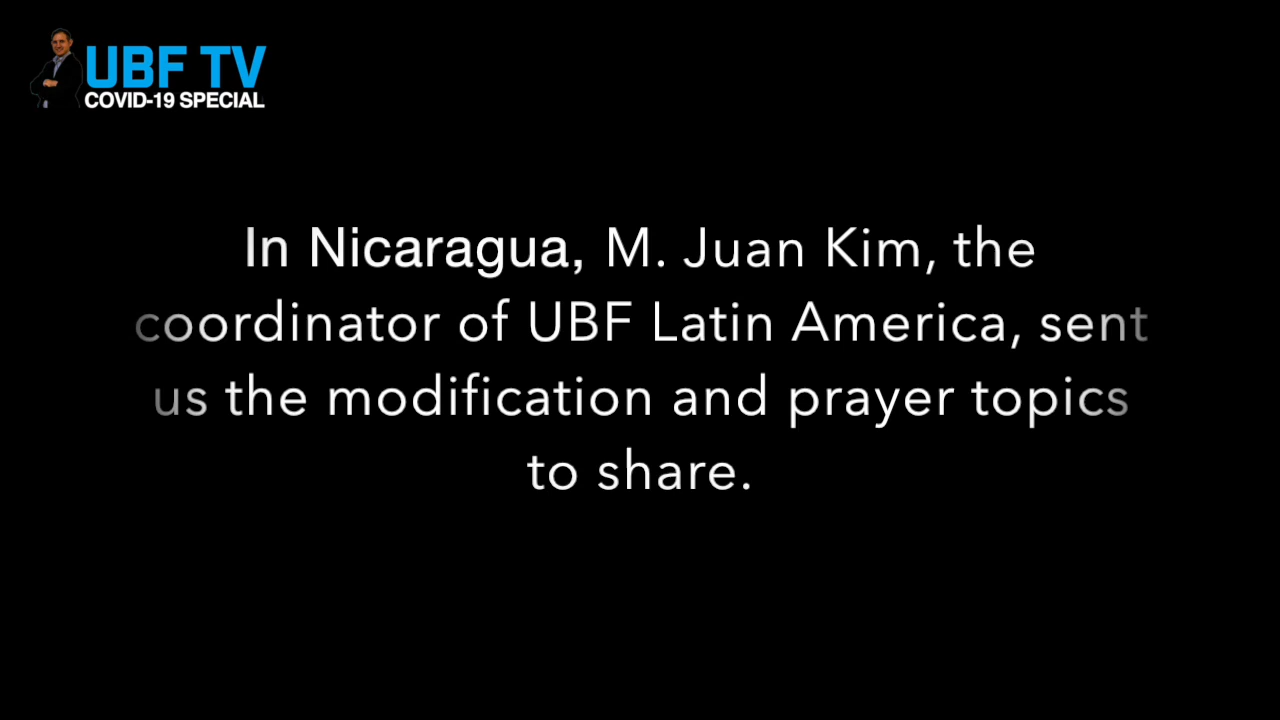 UBF TV
COVID-19 SPECIAL
In Nicaragua, M. Juan Kim, the
coordinator of UBF Latin America, sent
us the modification and prayer topics
to share.